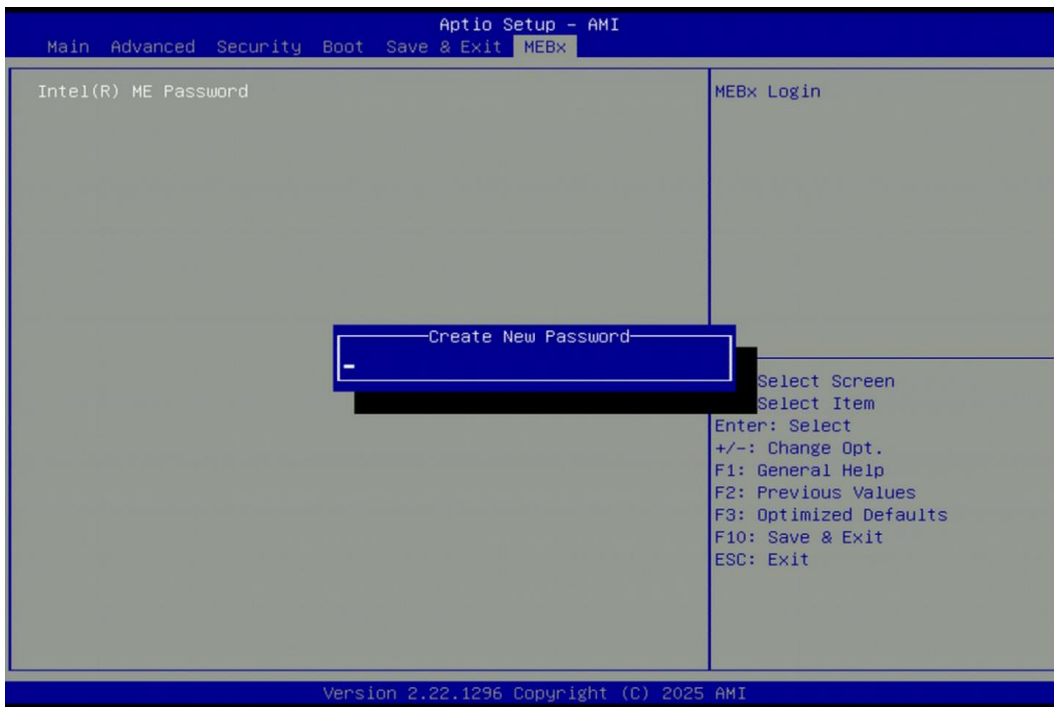 Aptio Setup – AMI
Main Advanced Security Boot Save & Exit MEBx
Intel(R) ME Password
MEBx Login
Create New Password
Select Screen
Select Item
Enter: Select
+/-: Change Opt.
F1: General Help
F2: Previous Values
F3: Optimized Defaults
F10: Save & Exit
ESC: Exit
Version 2.22.1296 Copyright (C) 2025 AMI